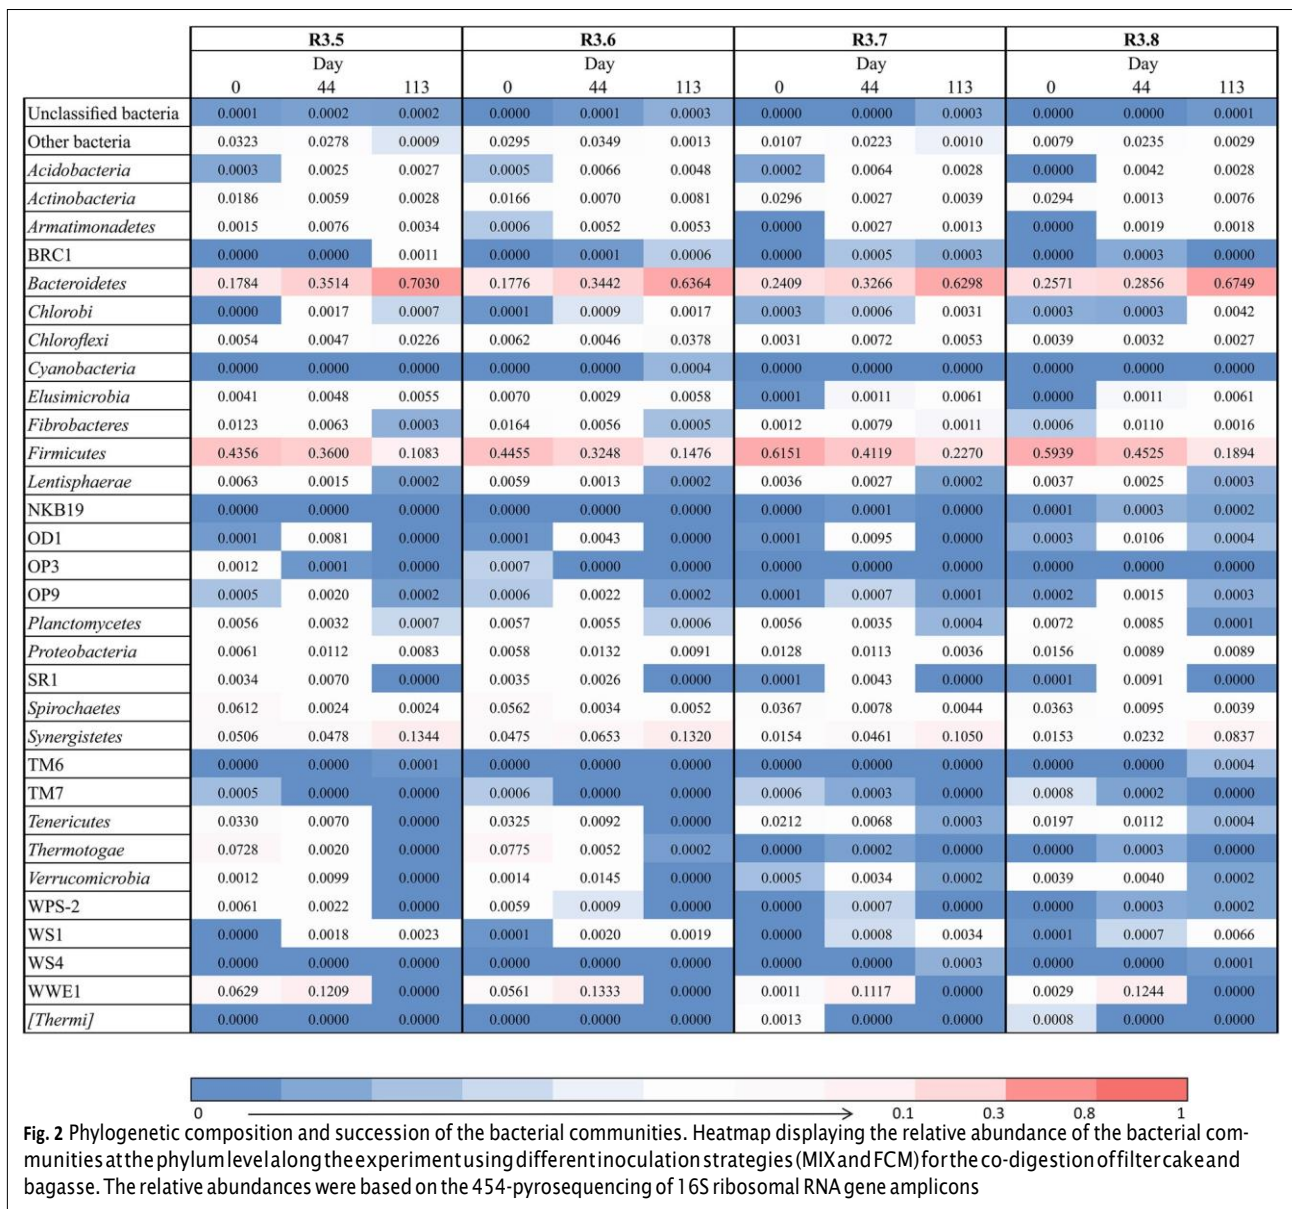 R3.5 R3.6 R3.7 R3.8
Day Day Day Day
0 44 113 0 44 113 0 44 113 0 44 113
Unclassified bacteria 0.0001 0.0002 0.0002 0.0000 0.0001 0.0003 0.0000 0.0000 0.0003 0.0000 0.0000 0.0001
Other bacteria 0.0323 0.0278 0.0009 0.0295 0.0349 0.0013 0.0107 0.0223 0.0010 0.0079 0.0235 0.0029
Acidobacteria 0.0003 0.0025 0.0027 0.0005 0.0066 0.0048 0.0002 0.0064 0.0028 0.0000 0.0042 0.0028
Actinobacteria 0.0186 0.0059 0.0028 0.0166 0.0070 0.0081 0.0296 0.0027 0.0039 0.0294 0.0013 0.0076
Armatimonadetes 0.0015 0.0076 0.0034 0.0006 0.0052 0.0053 0.0000 0.0027 0.0013 0.0000 0.0019 0.0018
BRC1 0.0000 0.0000 0.0011 0.0000 0.0001 0.0006 0.0000 0.0005 0.0003 0.0000 0.0003 0.0000
Bacteroidetes 0.1784 0.3514 0.7030 0.1776 0.3442 0.6364 0.2409 0.3266 0.6298 0.2571 0.2856 0.6749
Chlorobi 0.0000 0.0017 0.0007 0.0001 0.0009 0.0017 0.0003 0.0006 0.0031 0.0003 0.0003 0.0042
Chloroflexi 0.0054 0.0047 0.0226 0.0062 0.0046 0.0378 0.0031 0.0072 0.0053 0.0039 0.0032 0.0027
Cyanobacteria 0.0000 0.0000 0.0000 0.0000 0.0000 0.0004 0.0000 0.0000 0.0000 0.0000 0.0000 0.0000
Elusimicrobia 0.0041 0.0048 0.0055 0.0070 0.0029 0.0058 0.0001 0.0011 0.0061 0.0000 0.0011 0.0061
Fibrobacteres 0.0123 0.0063 0.0003 0.0164 0.0056 0.0005 0.0012 0.0079 0.0011 0.0006 0.0110 0.0016
Firmicutes 0.4356 0.3600 0.1083 0.4455 0.3248 0.1476 0.6151 0.4119 0.2270 0.5939 0.4525 0.1894
Lentisphaerae 0.0063 0.0015 0.0002 0.0059 0.0013 0.0002 0.0036 0.0027 0.0002 0.0037 0.0025 0.0003
NKB19 0.0000 0.0000 0.0000 0.0000 0.0000 0.0000 0.0000 0.0001 0.0000 0.0001 0.0003 0.0002
OD1 0.0001 0.0081 0.0000 0.0001 0.0043 0.0000 0.0001 0.0095 0.0000 0.0003 0.0106 0.0004
OP3 0.0012 0.0001 0.0000 0.0007 0.0000 0.0000 0.0000 0.0000 0.0000 0.0000 0.0000 0.0000
OP9 0.0005 0.0020 0.0002 0.0006 0.0022 0.0002 0.0001 0.0007 0.0001 0.0002 0.0015 0.0003
Planctomycetes 0.0056 0.0032 0.0007 0.0057 0.0055 0.0006 0.0056 0.0035 0.0004 0.0072 0.0085 0.0001
Proteobacteria 0.0061 0.0112 0.0083 0.0058 0.0132 0.0091 0.0128 0.0113 0.0036 0.0156 0.0089 0.0089
SR1 0.0034 0.0070 0.0000 0.0035 0.0026 0.0000 0.0001 0.0043 0.0000 0.0001 0.0091 0.0000
Spirochaetes 0.0612 0.0024 0.0024 0.0562 0.0034 0.0052 0.0367 0.0078 0.0044 0.0363 0.0095 0.0039
Synergistetes 0.0506 0.0478 0.1344 0.0475 0.0653 0.1320 0.0154 0.0461 0.1050 0.0153 0.0232 0.0837
TM6 0.0000 0.0000 0.0001 0.0000 0.0000 0.0000 0.0000 0.0000 0.0000 0.0000 0.0000 0.0004
TM7 0.0005 0.0000 0.0000 0.0006 0.0000 0.0000 0.0006 0.0003 0.0000 0.0008 0.0002 0.0000
Tenericutes 0.0330 0.0070 0.0000 0.0325 0.0092 0.0000 0.0212 0.0068 0.0003 0.0197 0.0112 0.0004
Thermotogae 0.0728 0.0020 0.0000 0.0775 0.0052 0.0002 0.0000 0.0002 0.0000 0.0000 0.0003 0.0000
Verrucomicrobia 0.0012 0.0099 0.0000 0.0014 0.0145 0.0000 0.0005 0.0034 0.0002 0.0039 0.0040 0.0002
WPS-2 0.0061 0.0022 0.0000 0.0059 0.0009 0.0000 0.0000 0.0007 0.0000 0.0000 0.0003 0.0002
WS1 0.0000 0.0018 0.0023 0.0001 0.0020 0.0019 0.0000 0.0008 0.0034 0.0001 0.0007 0.0066
WS4 0.0000 0.0000 0.0000 0.0000 0.0000 0.0000 0.0000 0.0000 0.0003 0.0000 0.0000 0.0001
WWE1 0.0629 0.1209 0.0000 0.0561 0.1333 0.0000 0.0011 0.1117 0.0000 0.0029 0.1244 0.0000
[Thermi] 0.0000 0.0000 0.0000 0.0000 0.0000 0.0000 0.0013 0.0000 0.0000 0.0008 0.0000 0.0000
0 0.1 0.3 0.8 1
Fig. 2 Phylogenetic composition and succession of the bacterial communities. Heatmap displaying the relative abundance of the bacterial com-
munities at the phylum level along the experiment using different inoculation strategies (MIX and FCM) for the co-digestion of filter cake and
bagasse. The relative abundances were based on the 454-pyrosequencing of 16S ribosomal RNA gene amplicons